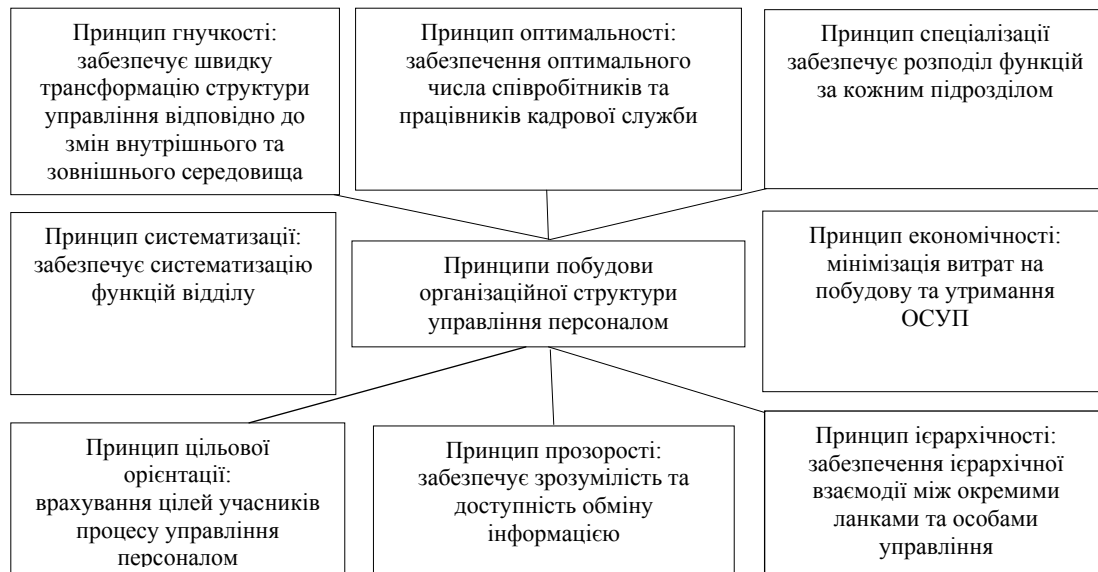 Принцип гнучкості:
забезпечує швидку
трансформацію структури
управління відповідно до
змін внутрішнього та
зовнішнього середовища
Принцип оптимальності:
забезпечення оптимального
числа співробітників та
працівників кадрової служби
Принцип спеціалізації
забезпечує розподіл функцій
за кожним підрозділом
Принцип систематизації:
забезпечує систематизацію
функцій відділу
Принципи побудови
організаційної структури
управління персоналом
Принцип економічності:
мінімізація витрат на
побудову та утримання
ОСУП
Принцип цільової
орієнтації:
врахування цілей учасників
процесу управління
персоналом
Принцип прозорості:
забезпечує зрозумілість та
доступність обміну
інформацією
Принцип ієрархічності:
забезпечення ієрархічної
взаємодії між окремими
ланками та особами
управління